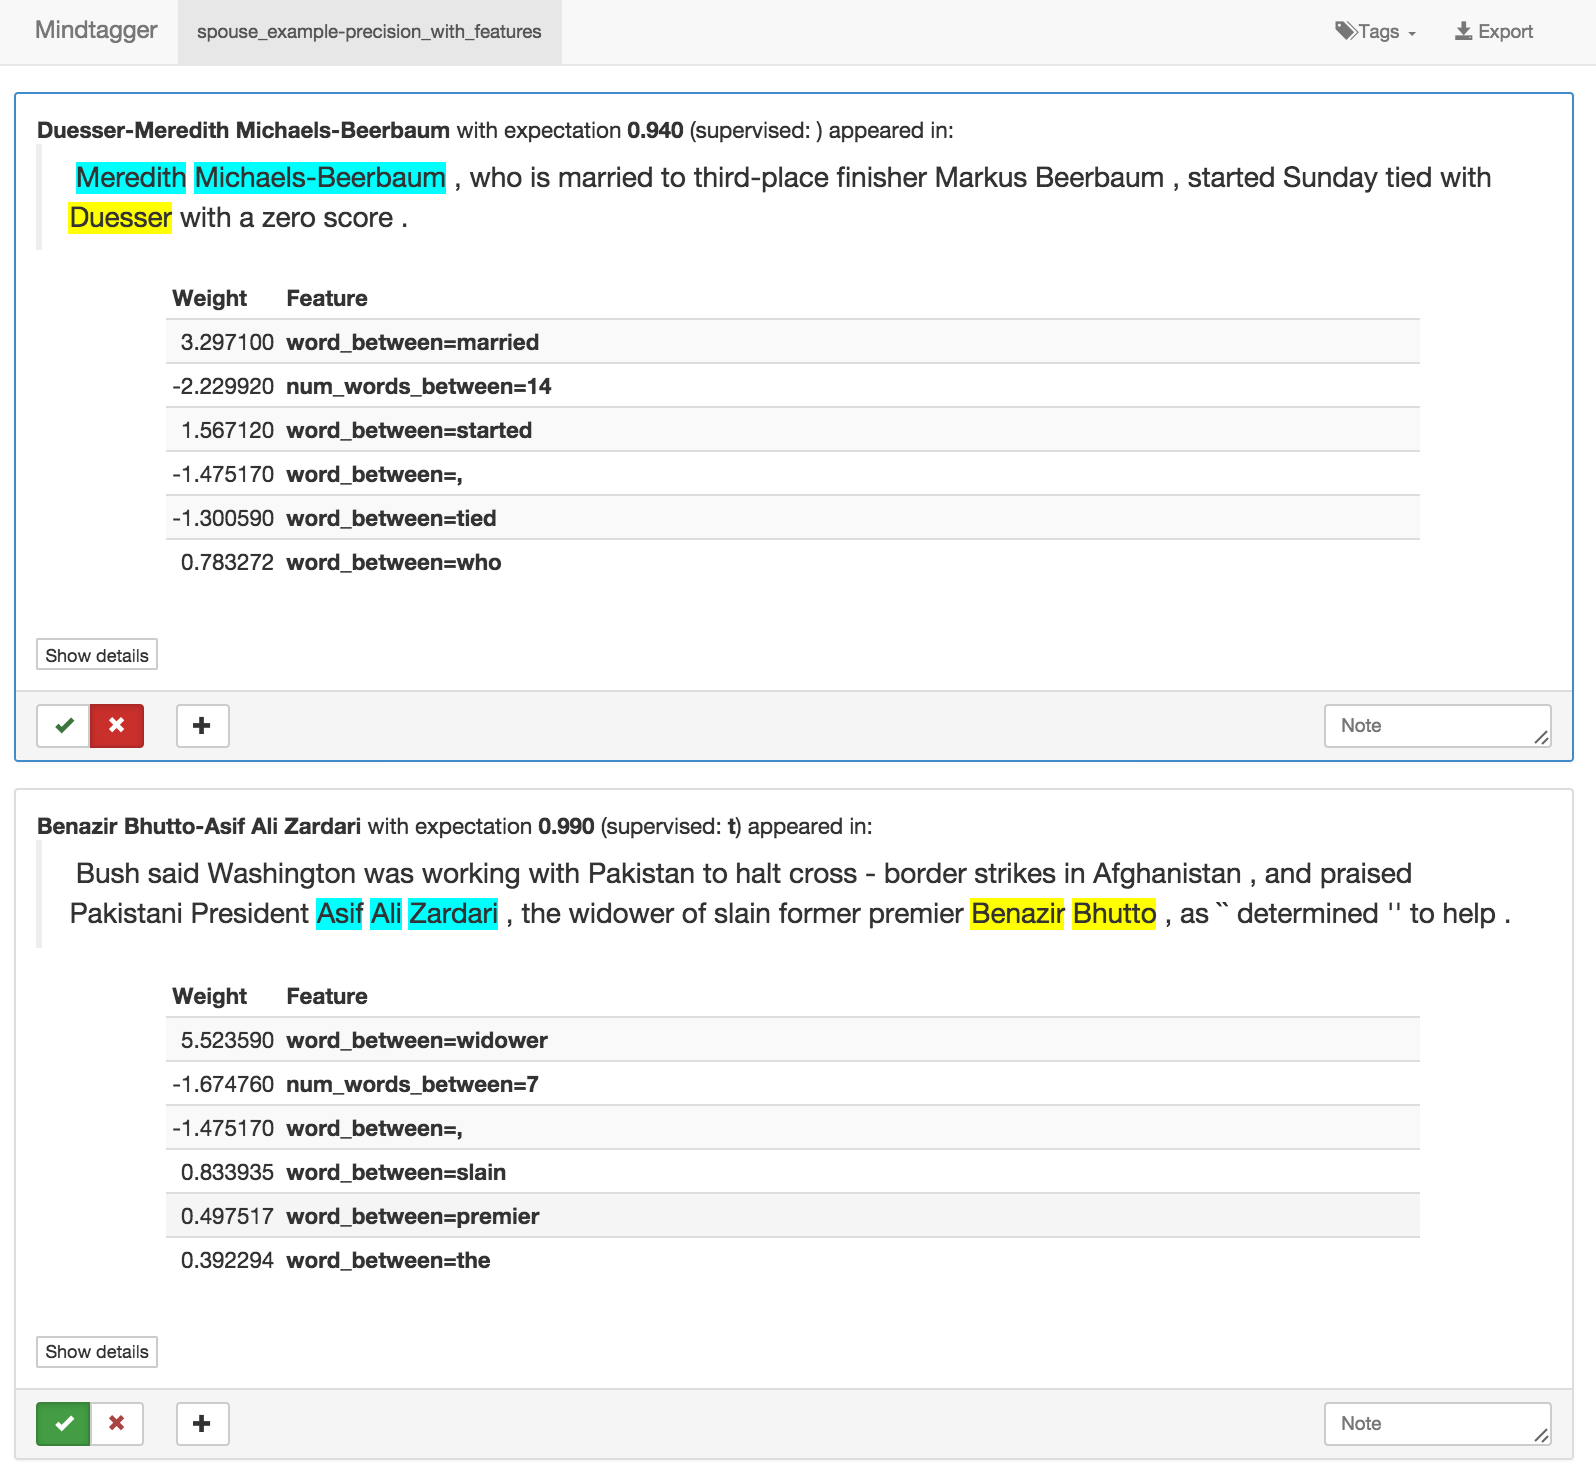 Mindtagger spouse_example-precision_with_features Tags Export
Duesser-Meredith Michaels-Beerbaum with expectation 0.940 (supervised: ) appeared in:
Meredith Michaels-Beerbaum , who is married to third-place finisher Markus Beerbaum , started Sunday tied with
Duesser with a zero score .
Weight Feature
3.297100 word_between=married
-2.229920 num_words_between=14
1.567120 word_between=started
-1.475170 word_between=,
-1.300590 word_between=tied
0.783272 word_between=who
Show details
Note
Benazir Bhutto-Asif Ali Zardari with expectation 0.990 (supervised: t) appeared in:
Bush said Washington was working with Pakistan to halt cross - border strikes in Afghanistan , and praised
Pakistani President Asif Ali Zardari , the widower of slain former premier Benazir Bhutto , as `` determined '' to help .
Weight Feature
5.523590 word_between=widower
-1.674760 num_words_between=7
-1.475170 word_between=,
0.833935 word_between=slain
0.497517 word_between=premier
0.392294 word_between=the
Show details
Note